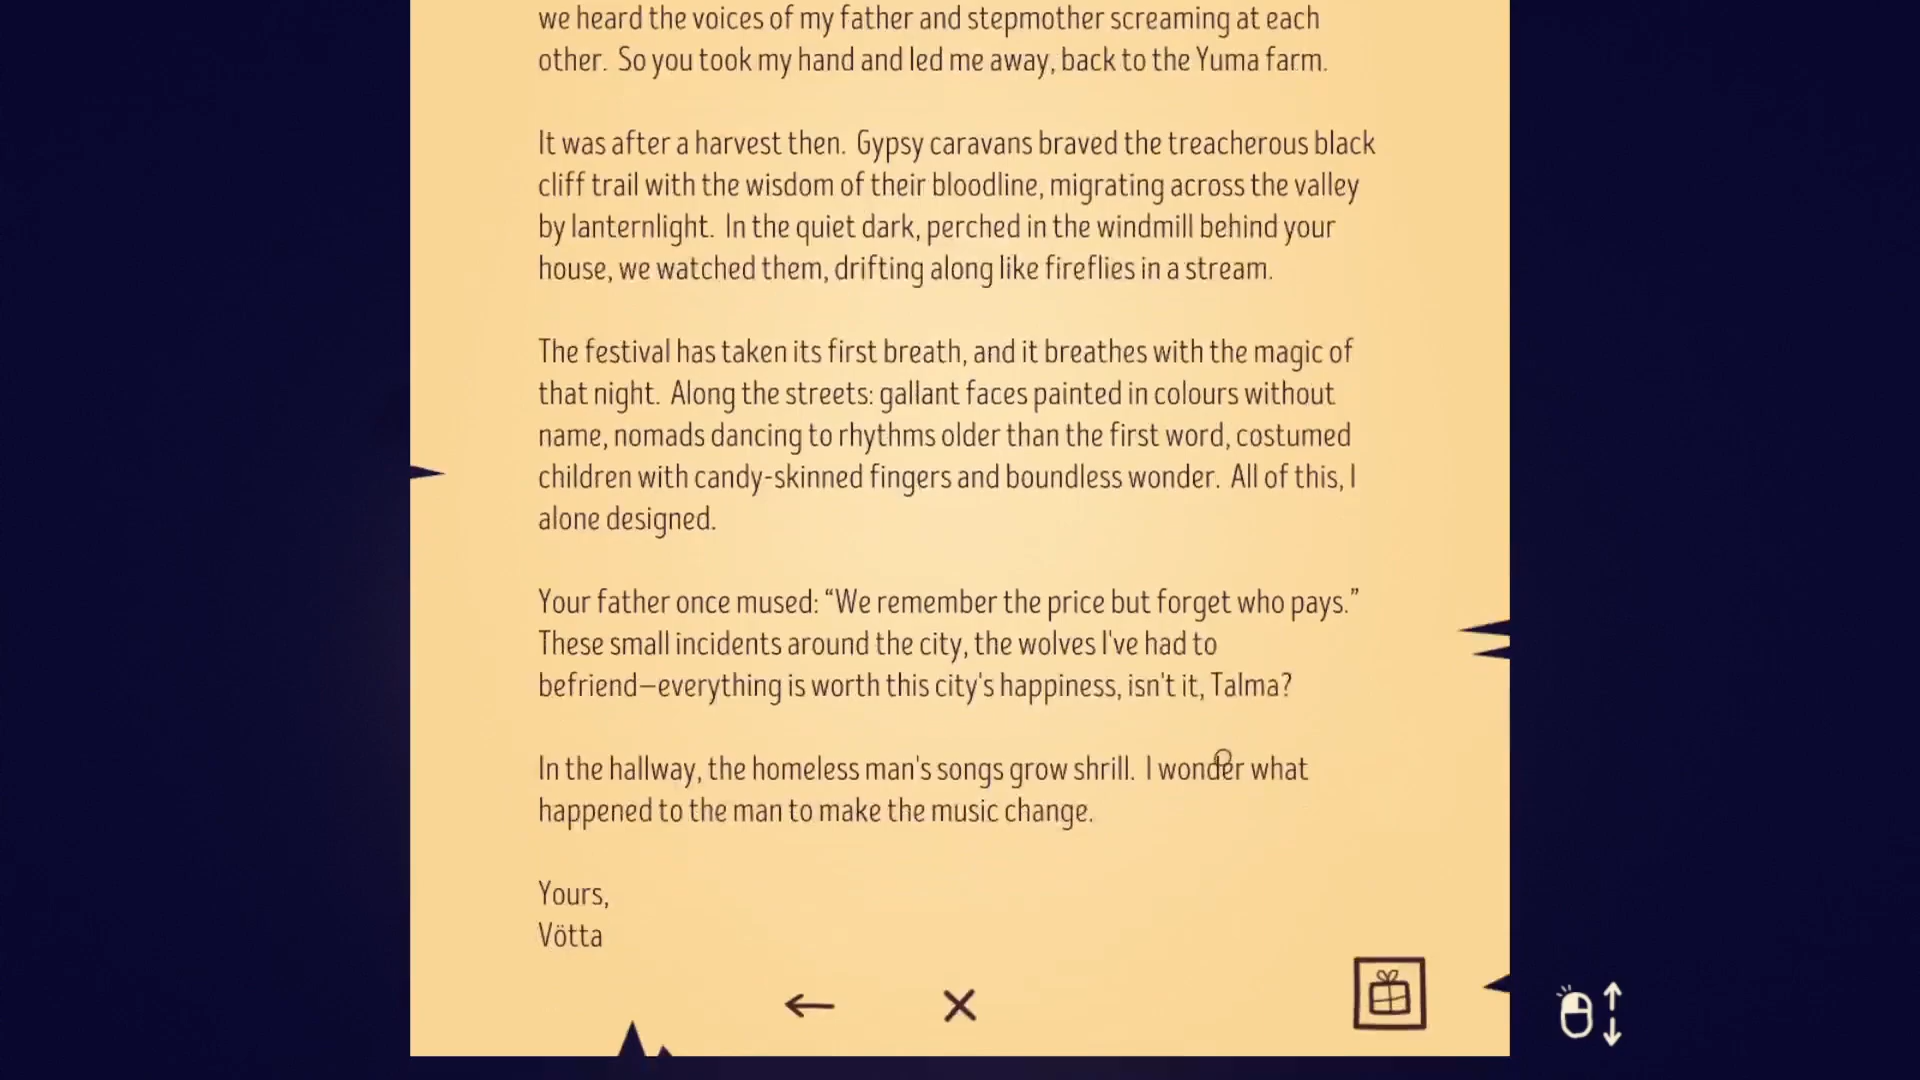 we heard the voices of my father and stepmother screaming at each
other.  So you took my hand and led me away, back to the Yuma farm.
It was after a harvest then.  Gypsy caravans braved the treacherous black
cliff trail with the wisdom of their bloodline, migrating across the valley
by lanternlight.  In the quiet dark, perched in the windmill behind your
house, we watched them, drifting along like fireflies in a stream.
The festival has taken its first breath, and it breathes with the magic of
that night.  Along the streets: gallant faces painted in colours without
name, nomads dancing to rhythms older than the first word, costumed
children with candy-skinned fingers and boundless wonder.  All of this, I
alone designed.
Your father once mused: “We remember the price but forget who pays.”
These small incidents around the city, the wolves I've had to
befriend—everything is worth this city's happiness, isn't it, Talma?
In the hallway, the homeless man's songs grow shrill.  I wonder what
happened to the man to make the music change.
Yours,
Vötta